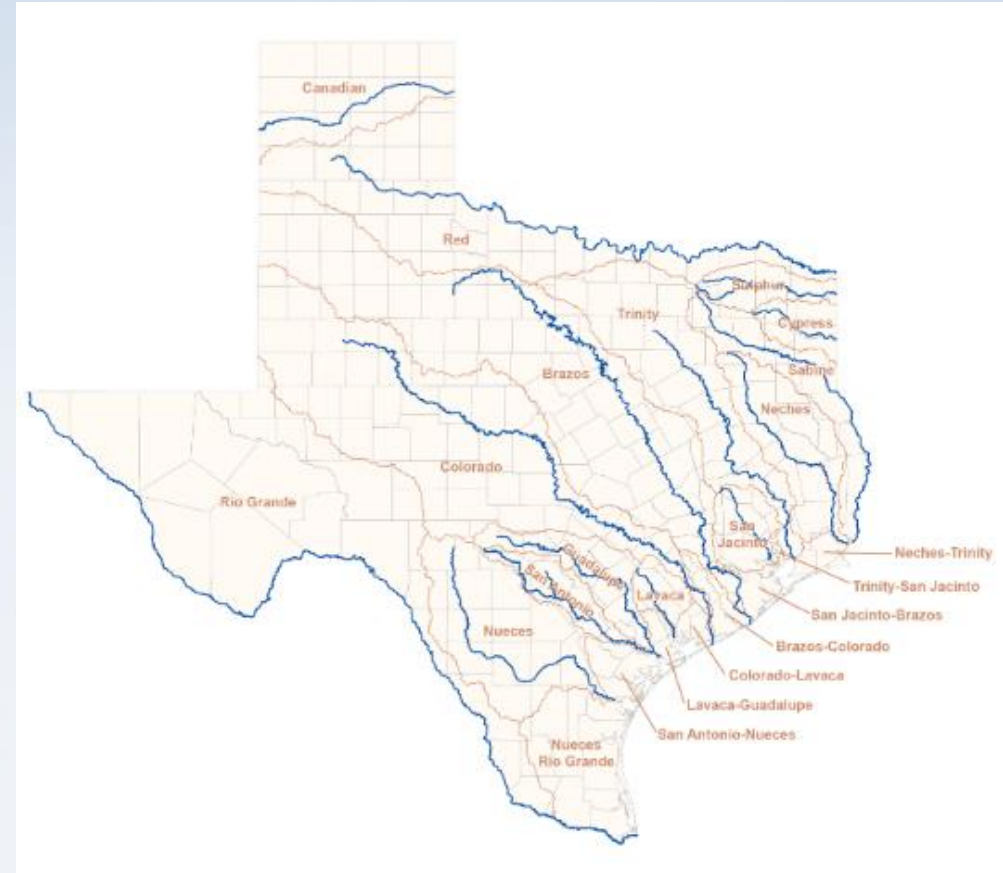 Canadian
Red
Sulphur
Trinity
Cypress
Sabine
Brazos
Neches
Colorado
Rio Grande
San
Jacinto
Neches-Trinity
Guadalupe
Trinity-San Jacinto
San Antonio
Lavaca
San Jacinto-Brazos
Nueces
Brazos-Colorado
Colorado-Lavaca
Lavaca-Guadalupe
San Antonio-Nueces
Nueces
Rio Grande